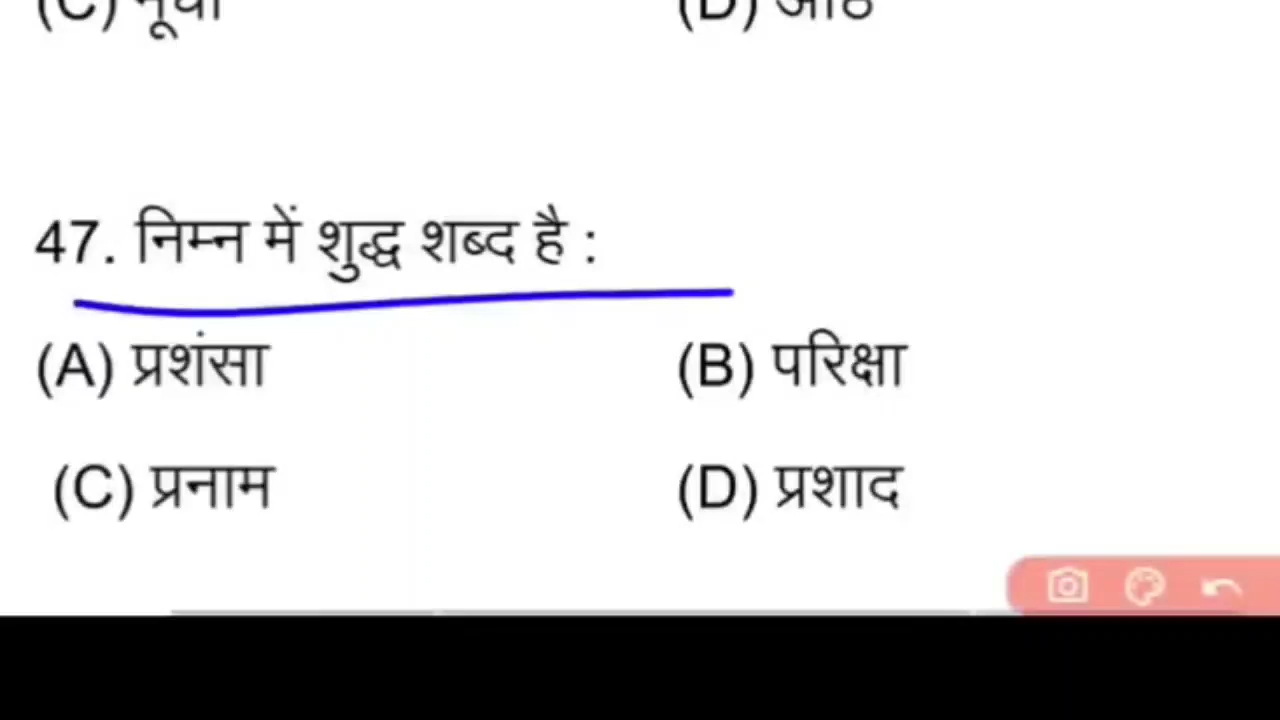 47. निम्न में शुद्ध शब्द है :
(A) प्रशंसा (B) परिक्षा
(C) प्रनाम (D) प्रशाद